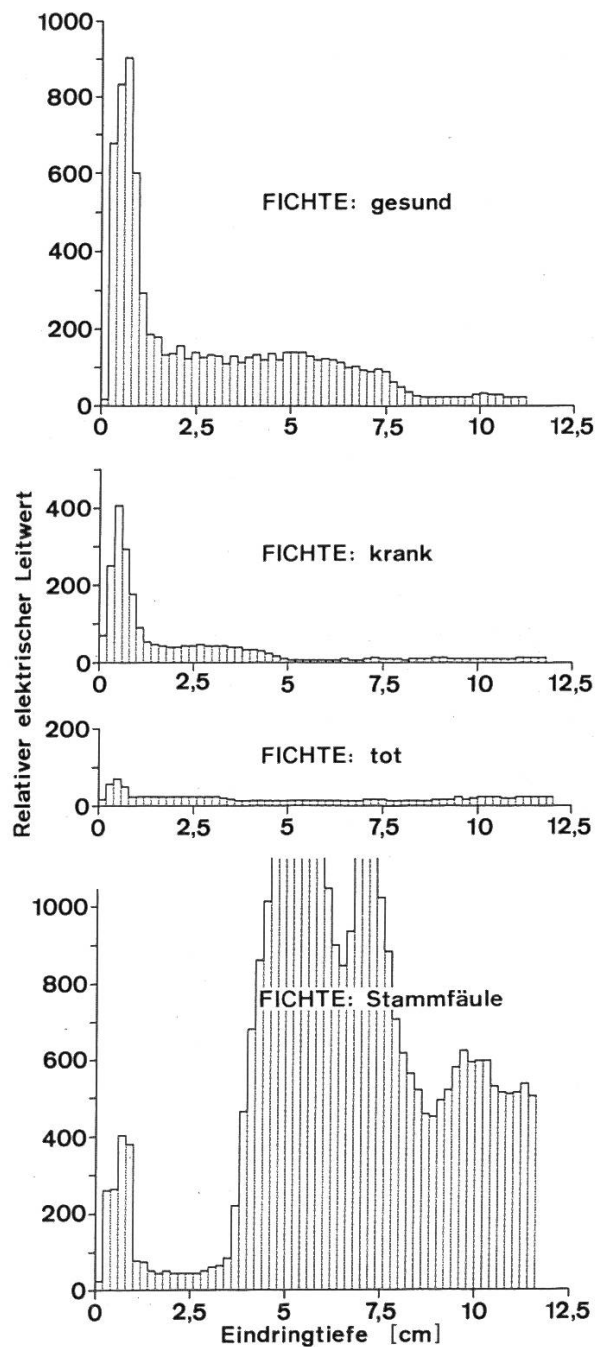 Relativer elektrischer Leitwert
1000
800
600
400
200
0
FICHTE: gesund
0 2,5 5 7,5 10 12,5
400
200
0
FICHTE: krank
0 2,5 5 7,5 10 12,5
200
0
FICHTE: tot
0 2,5 5 7,5 10 12,5
1000
800
600
400
200
0
FICHTE: Stammfäule
0 2,5 5 7,5 10 12,5
Eindringtiefe [cm]